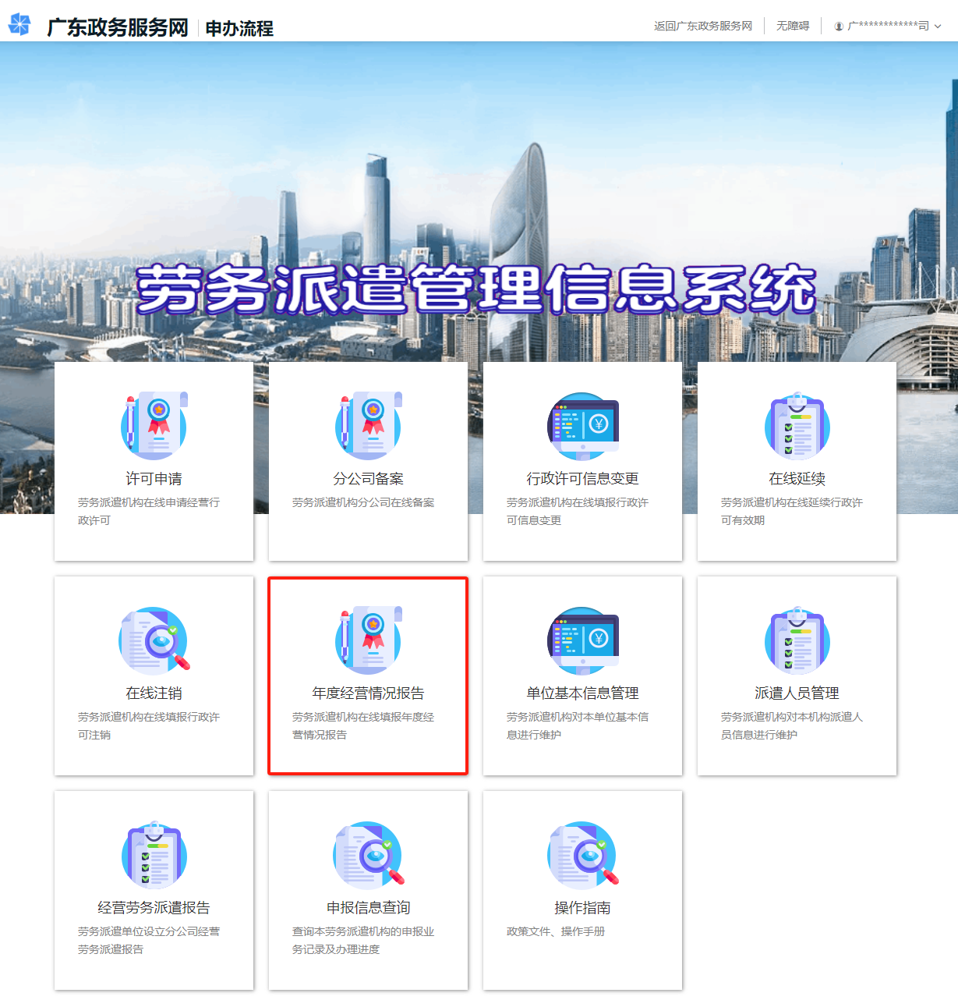 广东政务服务网 申办流程 返回广东政务服务网 无障碍 广************司
劳务派遣管理信息系统
许可申请
劳务派遣机构在线申请经营行
政许可
分公司备案
劳务派遣机构分公司在线备案
行政许可信息变更
劳务派遣机构在线填报行政许
可信息变更
在线延续
劳务派遣机构在线延续行政许
可有效期
在线注销
劳务派遣机构在线填报行政许
可注销
年度经营情况报告
劳务派遣机构在线填报年度经
营情况报告
单位基本信息管理
劳务派遣机构对本单位基本信
息进行维护
派遣人员管理
劳务派遣机构对本机构派遣人
员信息进行维护
经营劳务派遣报告
劳务派遣单位设立分公司经营
劳务派遣报告
申报信息查询
查询本劳务派遣机构的申报业
务记录及办理进度
操作指南
政策文件、操作手册